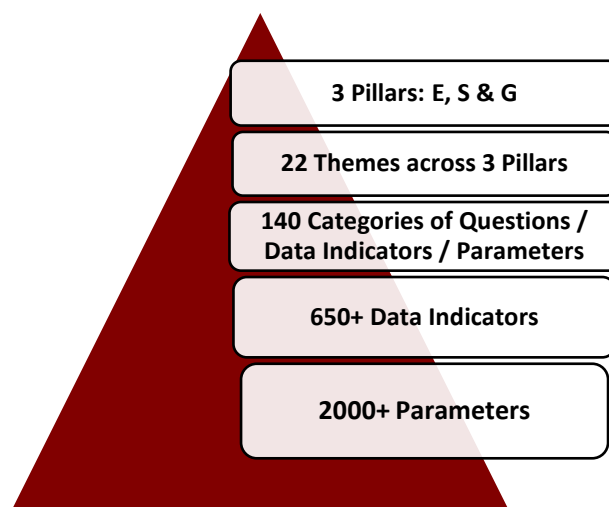 3 Pillars: E, S & G
22 Themes across 3 Pillars
140 Categories of Questions /
Data Indicators / Parameters
650+ Data Indicators
2000+ Parameters